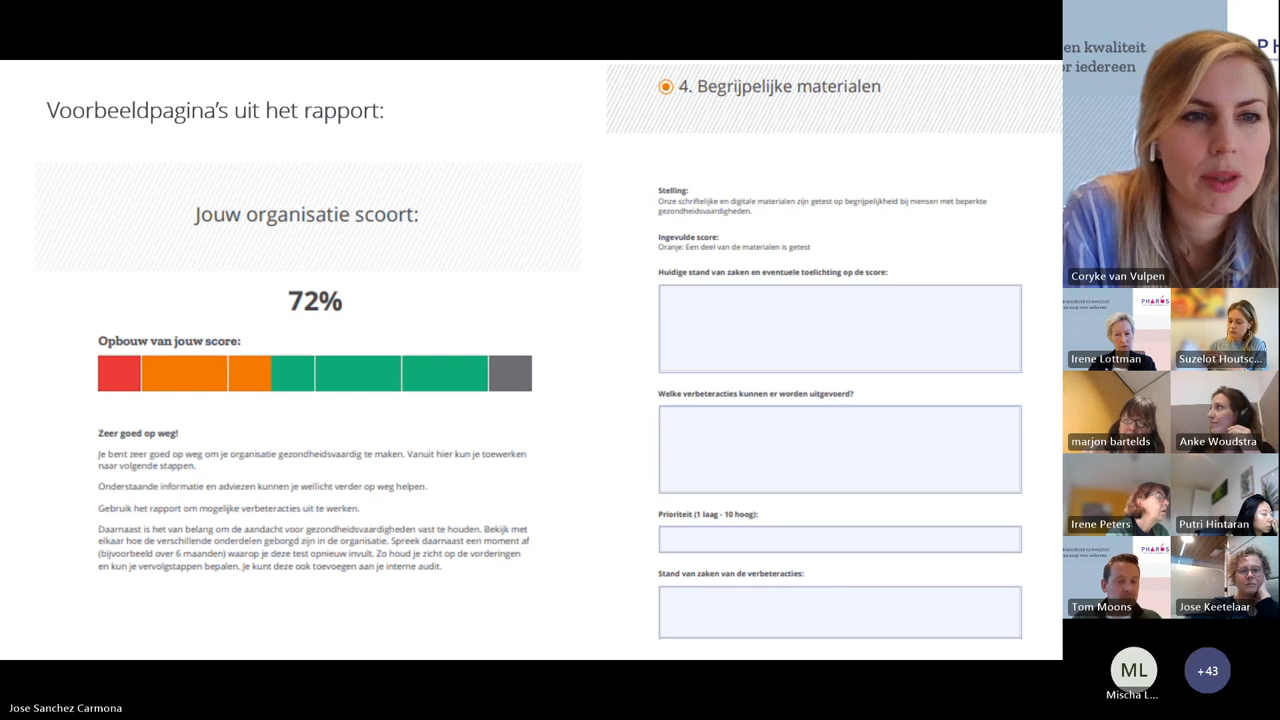 Voorbeeldpagina's uit het rapport:
Jouw organisatie scoort:
72%
Opbouw van jouw score:
Zeer goed op weg!
Je bent zeer goed op weg om je organisatie gezondheidsvaardig te maken. Vanuit hier kun je toewerken
naar volgende stappen.
Onderstaande informatie en adviezen kunnen je wellicht verder op weg helpen.
Gebruik het rapport om mogelijke verbeteracties uit te werken.
Daarnaast is het van belang om de aandacht voor gezondheidsvaardigheden vast te houden. Bekijk met
elkaar hoe de verschillende onderdelen geborgd zijn in de organisatie. Spreek daarnaast een moment af
(bijvoorbeeld over 6 maanden) waarop je deze test opnieuw invult. Zo houd je zicht op de vorderingen
en kun je vervolgstappen bepalen. Je kunt deze ook toevoegen aan je interne audit.
4. Begrijpelijke materialen
Stelling:
Onze schriftelijke en digitale materialen zijn getest op begrijpelijkheid bij mensen met beperkte
gezondheidsvaardigheden.
Ingevulde score:
Oranje: Een deel van de materialen is getest
Huidige stand van zaken en eventuele toelichting op de score:
Welke verbeteracties kunnen er worden uitgevoerd?
Prioriteit (1 laag - 10 hoog):
Stand van zaken van de verbeteracties:
en kwaliteit
r iedereen
PH
Coryke van Vulpen
PHAROS
Irene Lottman
Suzelot Houtsc...
marjon bartelds
Anke Woudstra
Irene Peters
Putri Hintaran
PHAROS
Tom Moons
Jose Keetelaar
ML
Mischa L...
+43
Jose Sanchez Carmona